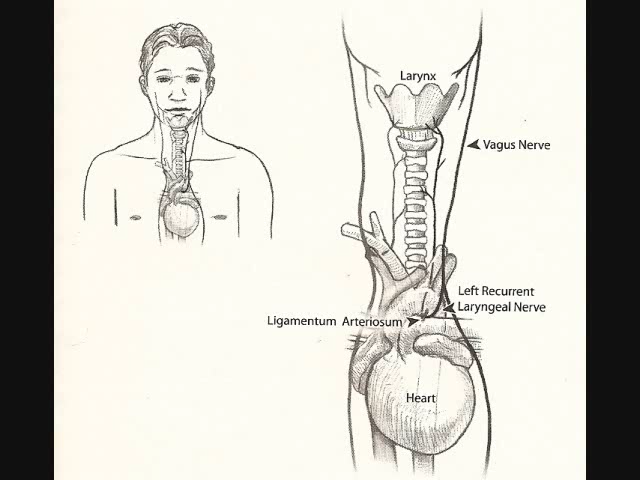 Larynx
Vagus Nerve
Left Recurrent
Laryngeal Nerve
Ligamentum Arteriosum
Heart